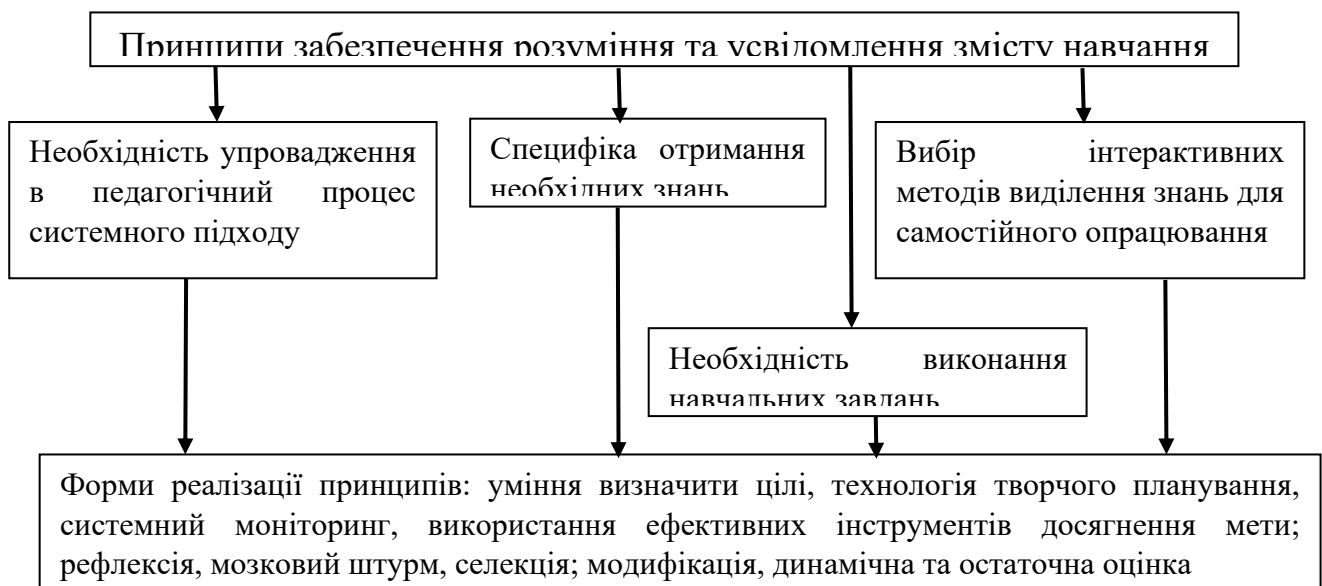 Принципи забезпечення розуміння та усвідомлення змісту навчання
Необхідність упровадження
в педагогічний процес
системного підходу
Специфіка отримання
необхідних знань
Вибір інтерактивних
методів виділення знань для
самостійного опрацювання
Необхідність виконання
навчальних завдань
Форми реалізації принципів: уміння визначити цілі, технологія творчого планування,
системний моніторинг, використання ефективних інструментів досягнення мети;
рефлексія, мозковий штурм, селекція; модифікація, динамічна та остаточна оцінка